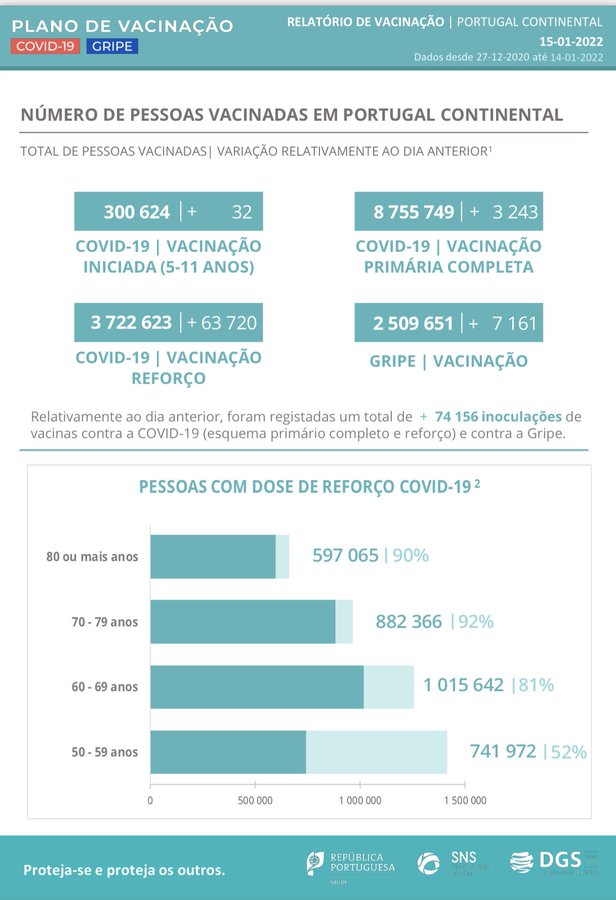 PLANO DE VACINAÇÃO
COVID-19 GRIPE
RELATÓRIO DE VACINAÇÃO | PORTUGAL CONTINENTAL
15-01-2022
Dados desde 27-12-2020 até 14-01-2022
NÚMERO DE PESSOAS VACINADAS EM PORTUGAL CONTINENTAL
TOTAL DE PESSOAS VACINADAS| VARIAÇÃO RELATIVAMENTE AO DIA ANTERIOR¹
300 624 | + 32
COVID-19 | VACINAÇÃO
INICIADA (5-11 ANOS)
8 755 749 | + 3 243
COVID-19 | VACINAÇÃO
PRIMÁRIA COMPLETA
3 722 623 | + 63 720
COVID-19 | VACINAÇÃO
REFORÇO
2 509 651 | + 7 161
GRIPE | VACINAÇÃO
Relativamente ao dia anterior, foram registadas um total de + 74 156 inoculações de
vacinas contra a COVID-19 (esquema primário completo e reforço) e contra a Gripe.
PESSOAS COM DOSE DE REFORÇO COVID-19 ²
80 ou mais anos 597 065 | 90%
70 - 79 anos 882 366 | 92%
60 - 69 anos 1 015 642 | 81%
50 - 59 anos 741 972 | 52%
0 500 000 1 000 000 1 500 000
Proteja-se e proteja os outros.
REPÚBLICA
PORTUGUESA
SAÚDE
SNS
DGS